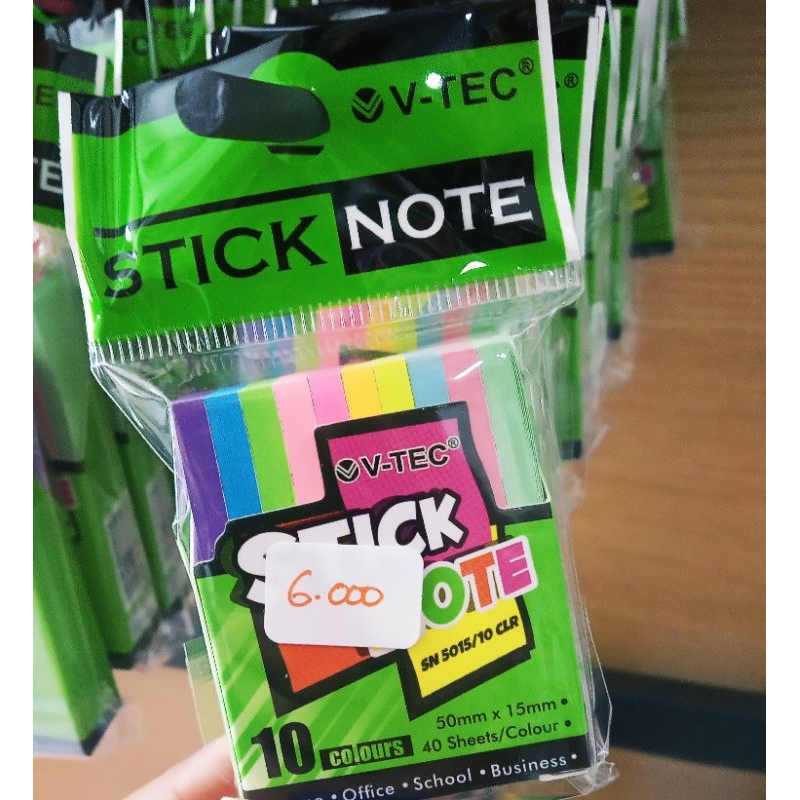 V-TEC®
STICK NOTE
V-TEC®
STICK
NOTE
6.000
SN 5015/10 CLR
50mm x 15mm •
10 colours
40 Sheets/Colour •
• Office • School • Business •